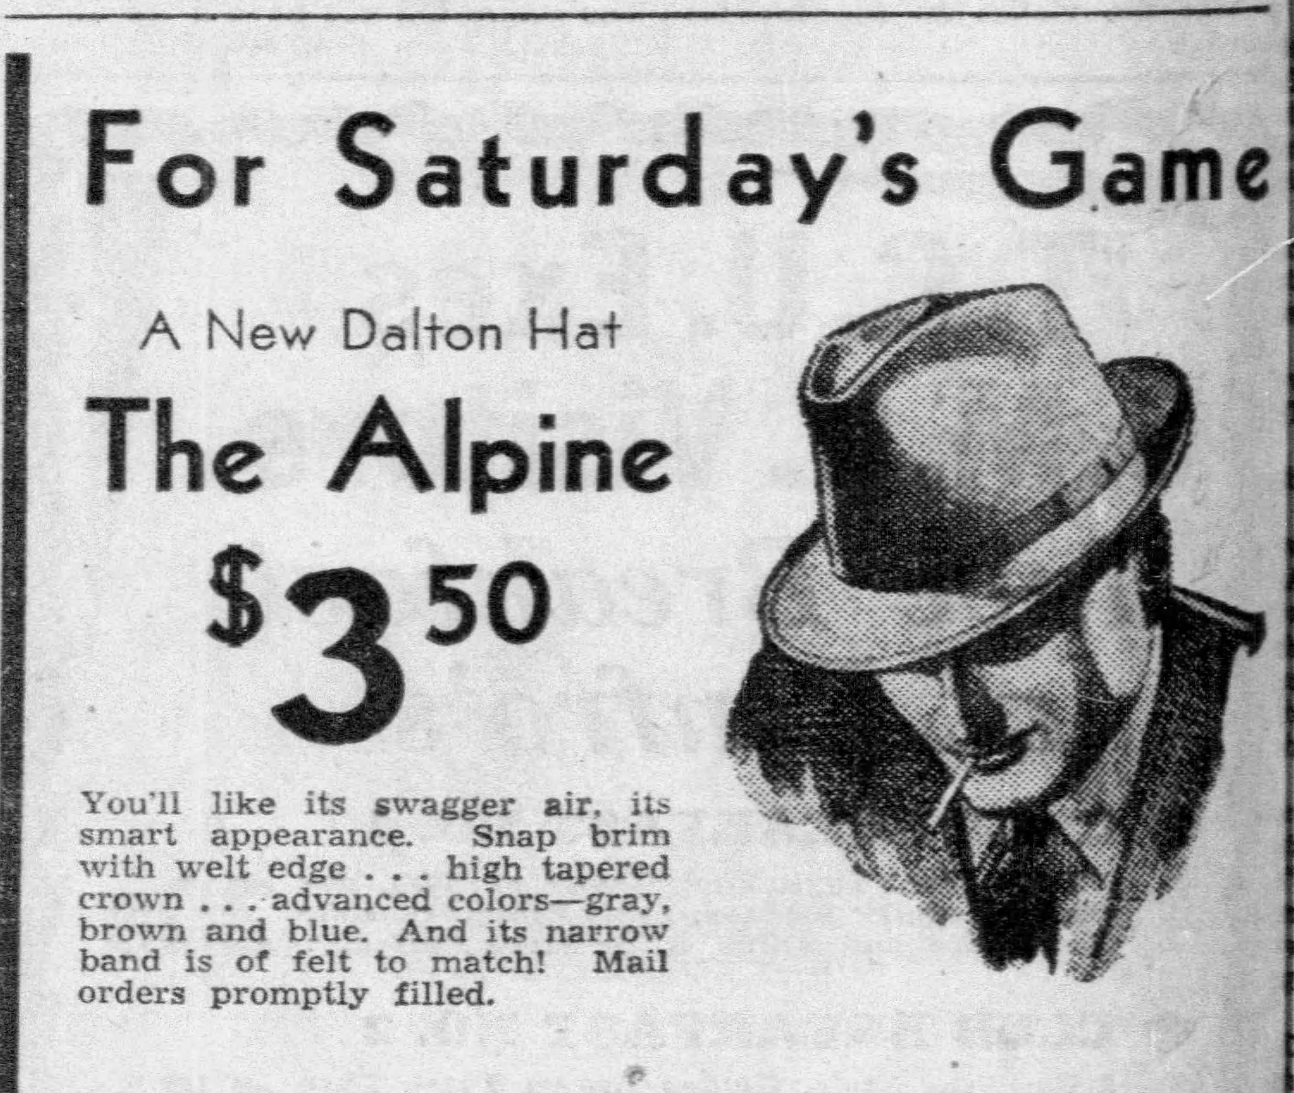 For Saturday's Game
A New Dalton Hat
The Alpine
$3 50
You'll like its swagger air, its
smart appearance. Snap brim
with welt edge . . . high tapered
crown . . . advanced colors—gray,
brown and blue. And its narrow
band is of felt to match! Mail
orders promptly filled.